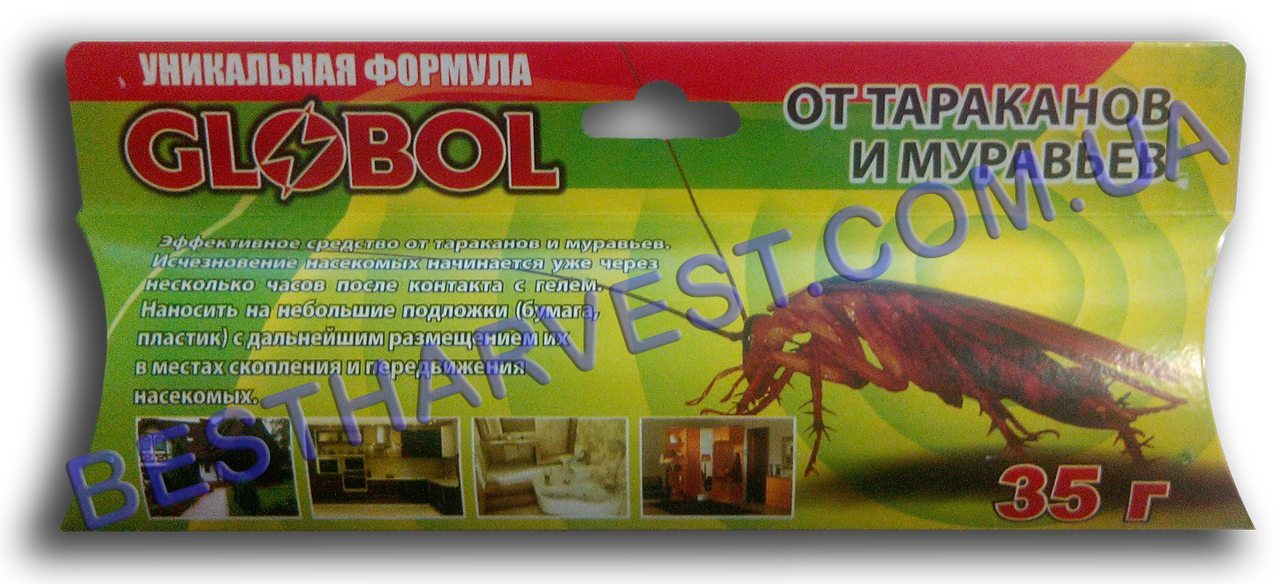 УНИКАЛЬНАЯ ФОРМУЛА
GLOBOL
ОТ ТАРАКАНОВ
И МУРАВЬЕВ
Эффективное средство от тараканов и муравьев.
Исчезновение насекомых начинается уже через
несколько часов после контакта с гелем.
Наносить на небольшие подложки (бумага,
пластик) с дальнейшим размещением их
в местах скопления и передвижения
насекомых.
35 г
BESTHARVEST.COM.UA